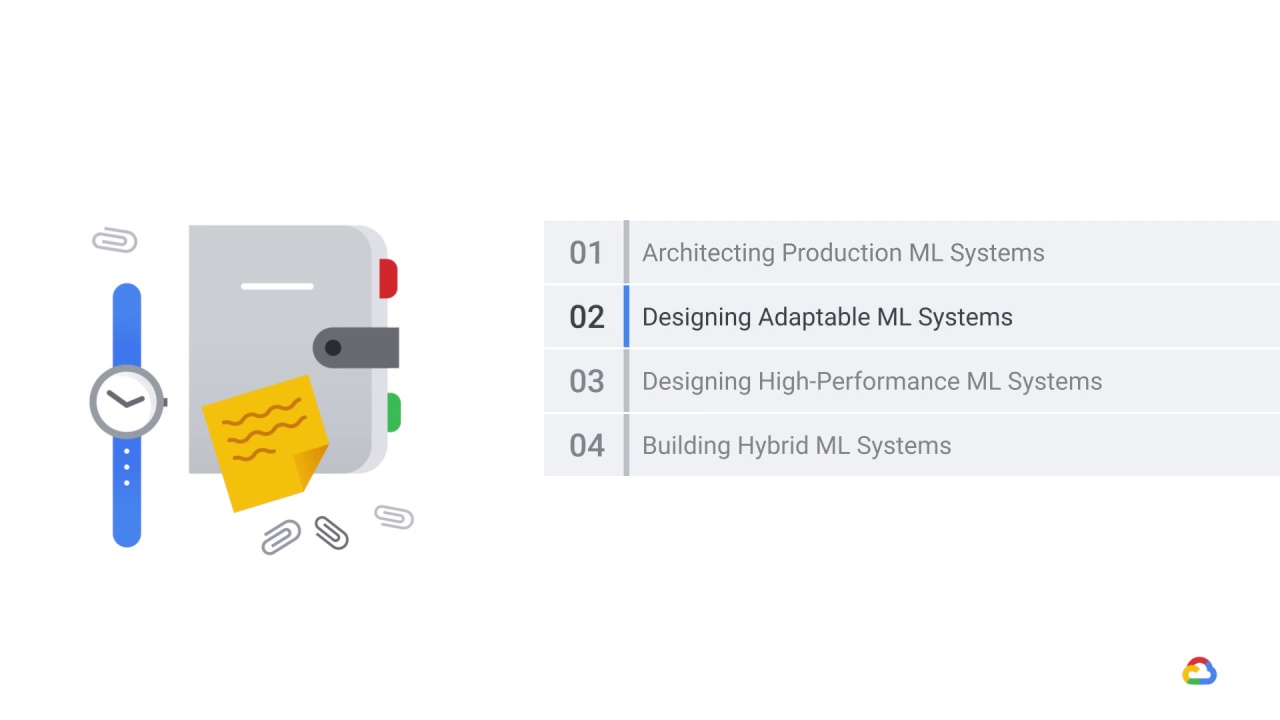 01 Architecting Production ML Systems
02 Designing Adaptable ML Systems
03 Designing High-Performance ML Systems
04 Building Hybrid ML Systems